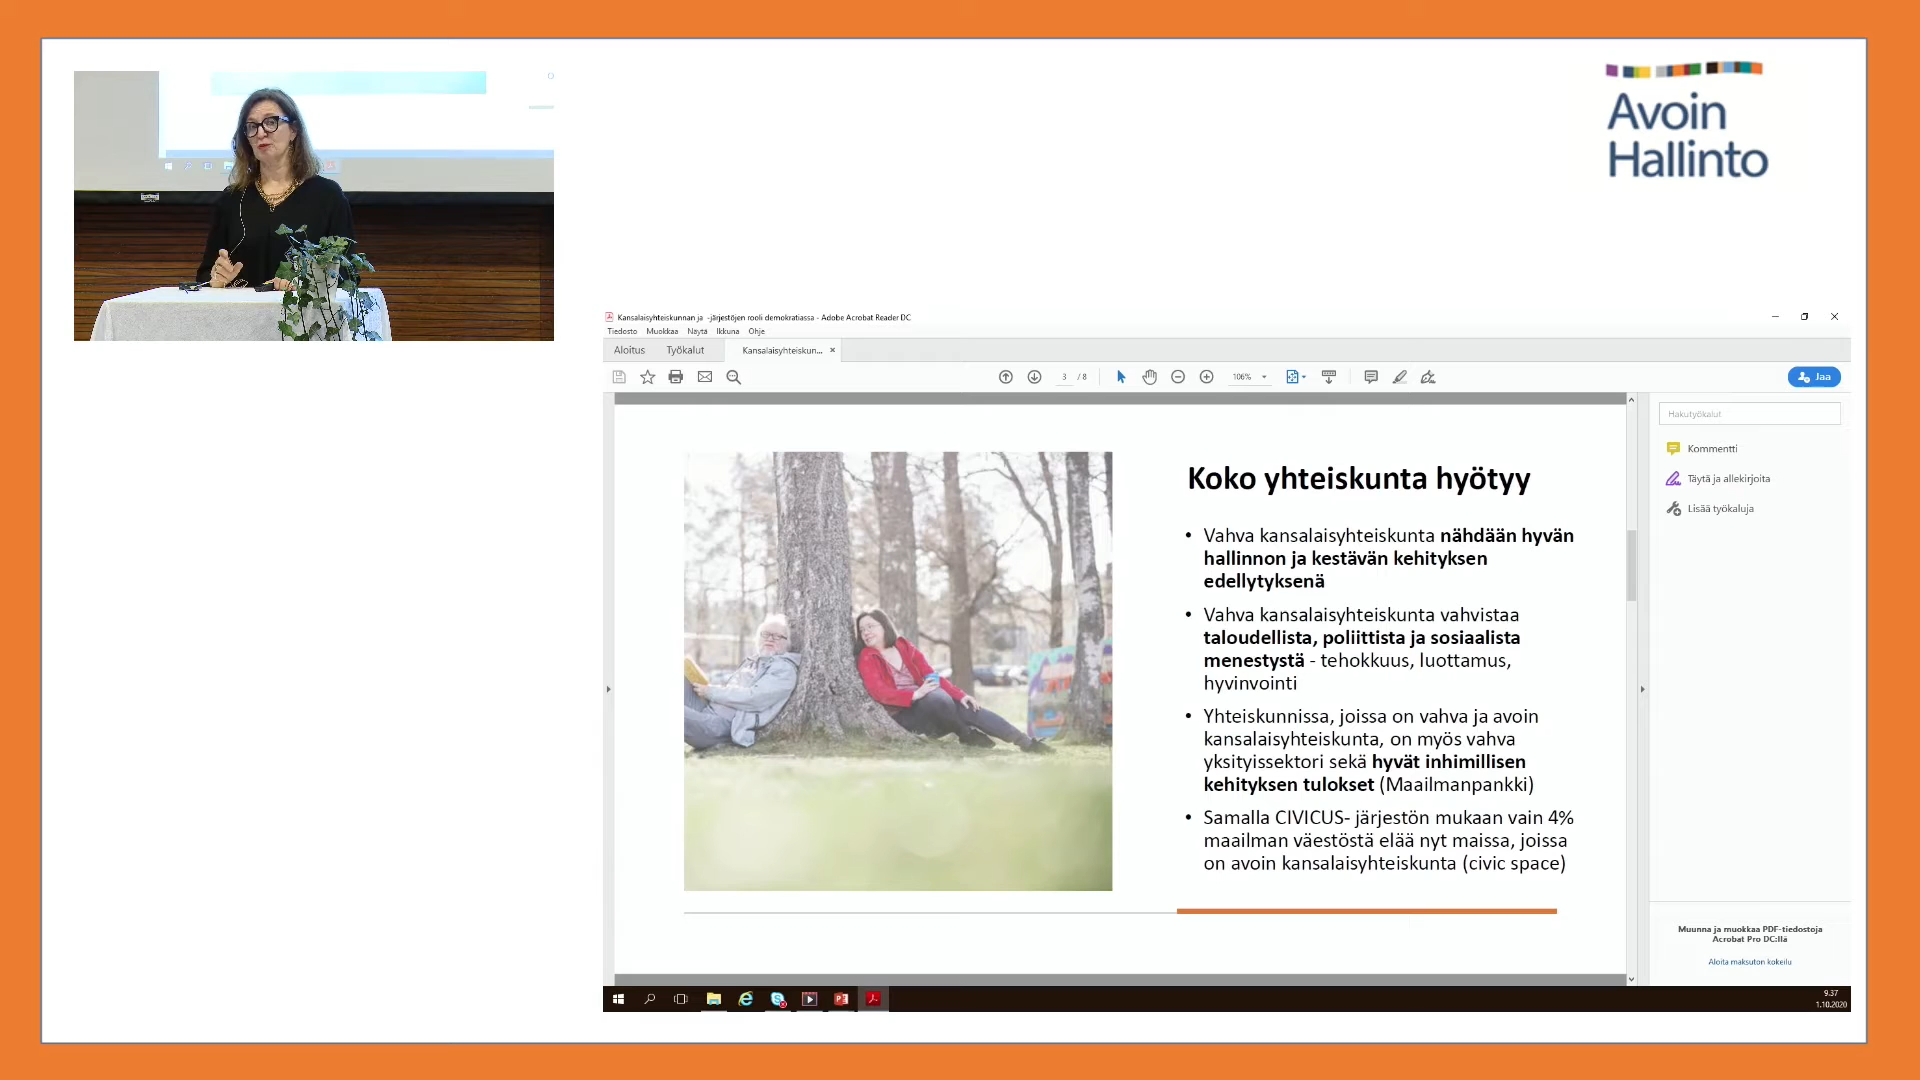 Avoin
Hallinto
Kansalaisyhteiskunnan ja -järjestöjen rooli demokratiassa - Adobe Acrobat Reader DC
Tiedosto Muokkaa Näytä Ikkuna Ohje
Aloitus Työkalut Kansalaisyhteiskun... ×
3 / 8 106% Jaa
Hakutyökalut
Kommentti
Täytä ja allekirjoita
Lisää työkaluja
Koko yhteiskunta hyötyy
• Vahva kansalaisyhteiskunta nähdään hyvän
hallinnon ja kestävän kehityksen
edellytyksenä
• Vahva kansalaisyhteiskunta vahvistaa
taloudellista, poliittista ja sosiaalista
menestystä - tehokkuus, luottamus,
hyvinvointi
• Yhteiskunnissa, joissa on vahva ja avoin
kansalaisyhteiskunta, on myös vahva
yksityissektori sekä hyvät inhimillisen
kehityksen tulokset (Maailmanpankki)
• Samalla CIVICUS- järjestön mukaan vain 4%
maailman väestöstä elää nyt maissa, joissa
on avoin kansalaisyhteiskunta (civic space)
Muunna ja muokkaa PDF-tiedostoja
Acrobat Pro DC:llä
Aloita maksuton kokeilu
9.37
1.10.2020